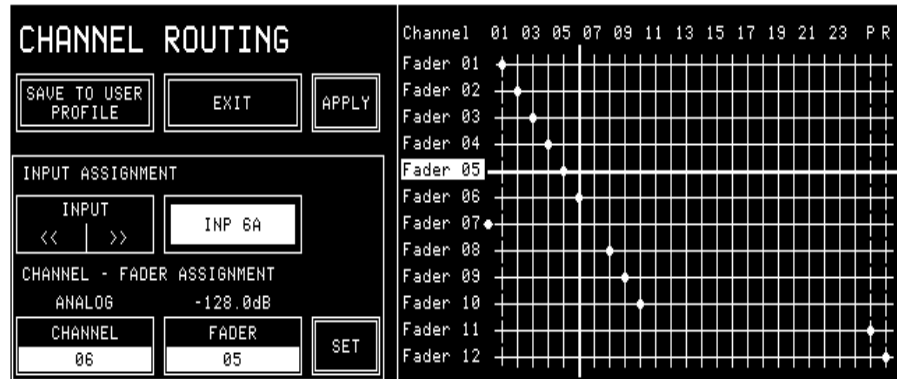 CHANNEL ROUTING
SAVE TO USER
PROFILE
EXIT
APPLY
INPUT ASSIGNMENT
INPUT
<< >>
INP 6A
CHANNEL - FADER ASSIGNMENT
ANALOG -128.0dB
CHANNEL
06
FADER
05
SET
Channel 01 03 05 07 09 11 13 15 17 19 21 23 P R
Fader 01
Fader 02
Fader 03
Fader 04
Fader 05
Fader 06
Fader 07
Fader 08
Fader 09
Fader 10
Fader 11
Fader 12